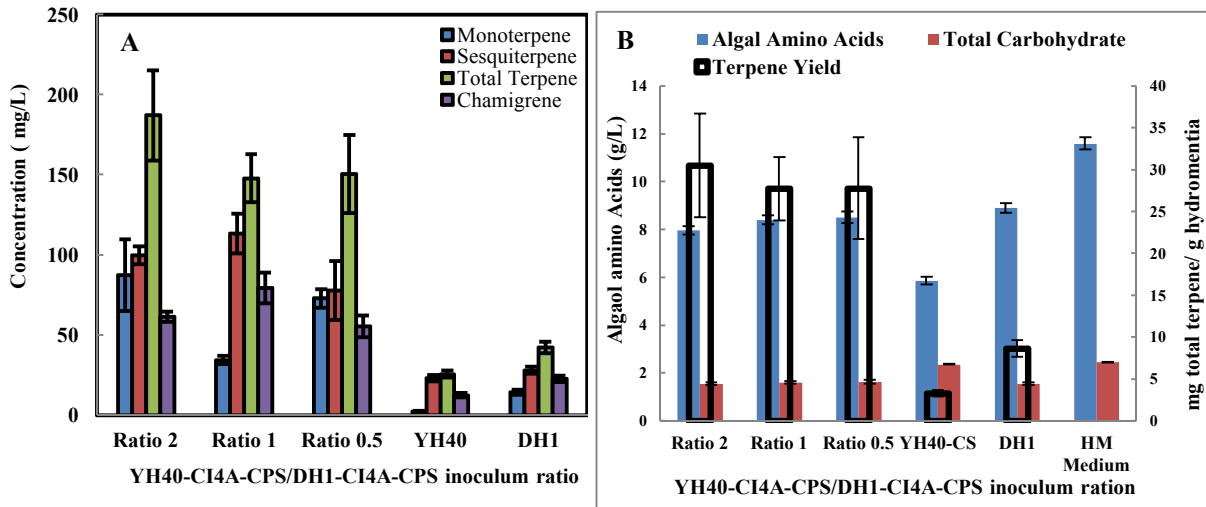 A
Monoterpene
Sesquiterpene
Total Terpene
Chamigrene
Concentration ( mg/L)
250
200
150
100
50
0
Ratio 2 Ratio 1 Ratio 0.5 YH40 DH1
YH40-CI4A-CPS/DH1-CI4A-CPS inoculum ratio
B
Algal Amino Acids Total Carbohydrate
Terpene Yield
Algaol amino Acids (g/L)
14
12
10
8
6
4
2
0
40
35
30
25
20
15
10
5
0
mg total terpene/ g hydromentia
Ratio 2 Ratio 1 Ratio 0.5 YH40-CS DH1 HM
Medium
YH40-CI4A-CPS/DH1-CI4A-CPS inoculum ration